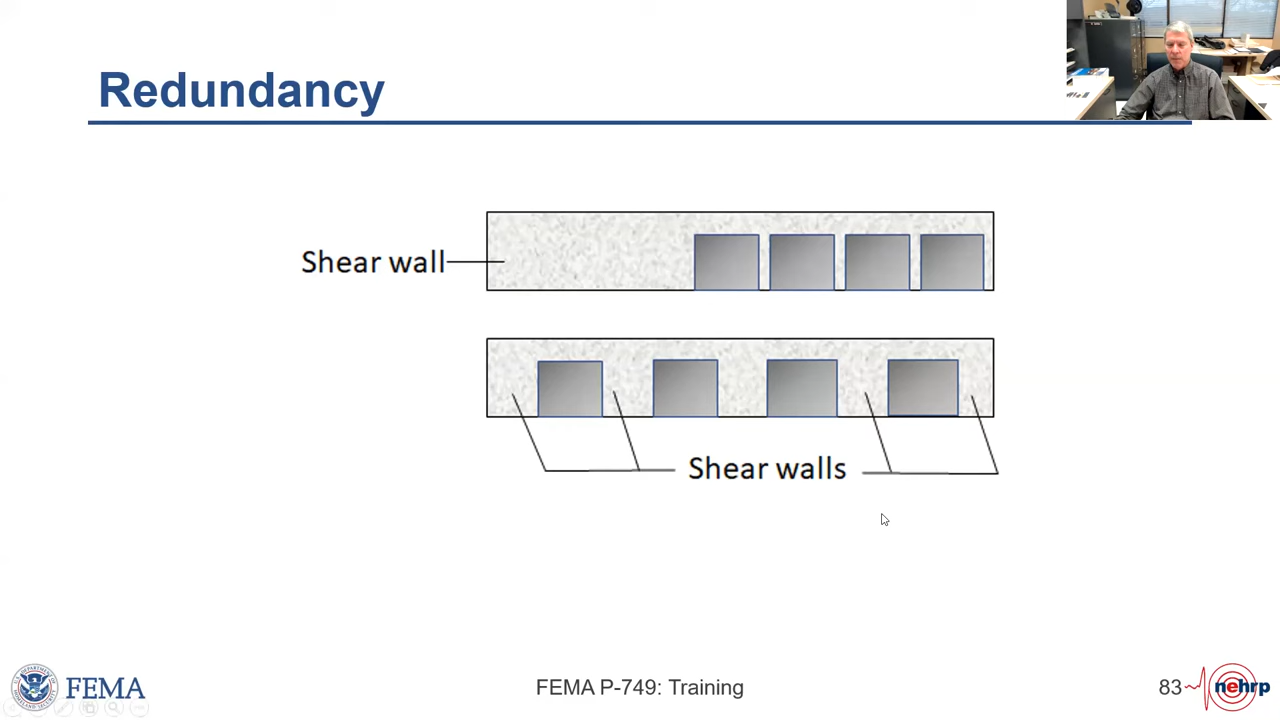 Redundancy
Shear wall
Shear walls
FEMA
FEMA P-749: Training
83
nehrp